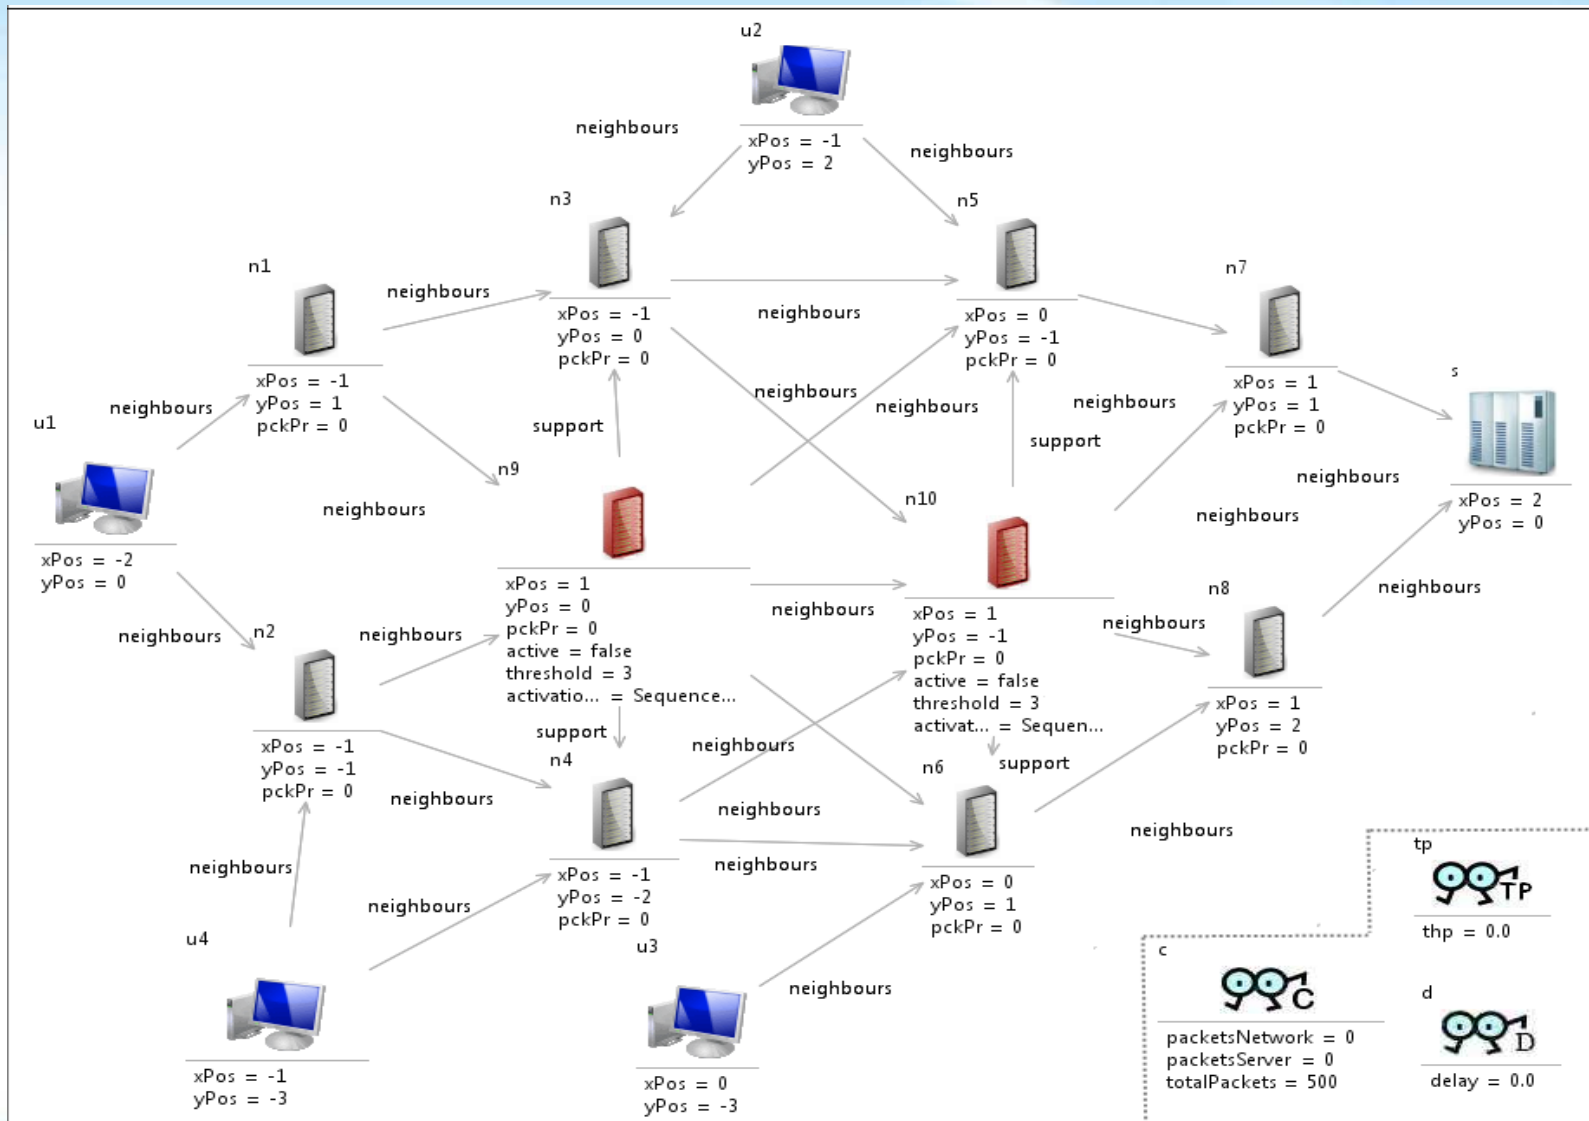 u2
xPos = -1
yPos = 2
neighbours
neighbours
n3
xPos = -1
yPos = 0
pckPr = 0
n5
xPos = 0
yPos = -1
pckPr = 0
n1
xPos = -1
yPos = 1
pckPr = 0
neighbours
neighbours
n7
xPos = 1
yPos = 1
pckPr = 0
neighbours
neighbours
neighbours
neighbours
support
support
s
xPos = 2
yPos = 0
u1
xPos = -2
yPos = 0
neighbours
neighbours
neighbours
neighbours
n9
xPos = 1
yPos = 0
pckPr = 0
active = false
threshold = 3
activatio... = Sequence...
n10
xPos = 1
yPos = -1
pckPr = 0
active = false
threshold = 3
activat... = Sequen...
neighbours
neighbours
neighbours
neighbours
n8
xPos = 1
yPos = 2
pckPr = 0
n2
xPos = -1
yPos = -1
pckPr = 0
neighbours
support
support
neighbours
n4
xPos = -1
yPos = -2
pckPr = 0
n6
xPos = 0
yPos = 1
pckPr = 0
neighbours
neighbours
neighbours
neighbours
neighbours
neighbours
neighbours
u4
xPos = -1
yPos = -3
u3
xPos = 0
yPos = -3
tp
TP
thp = 0.0
c
C
packetsNetwork = 0
packetsServer = 0
totalPackets = 500
d
D
delay = 0.0